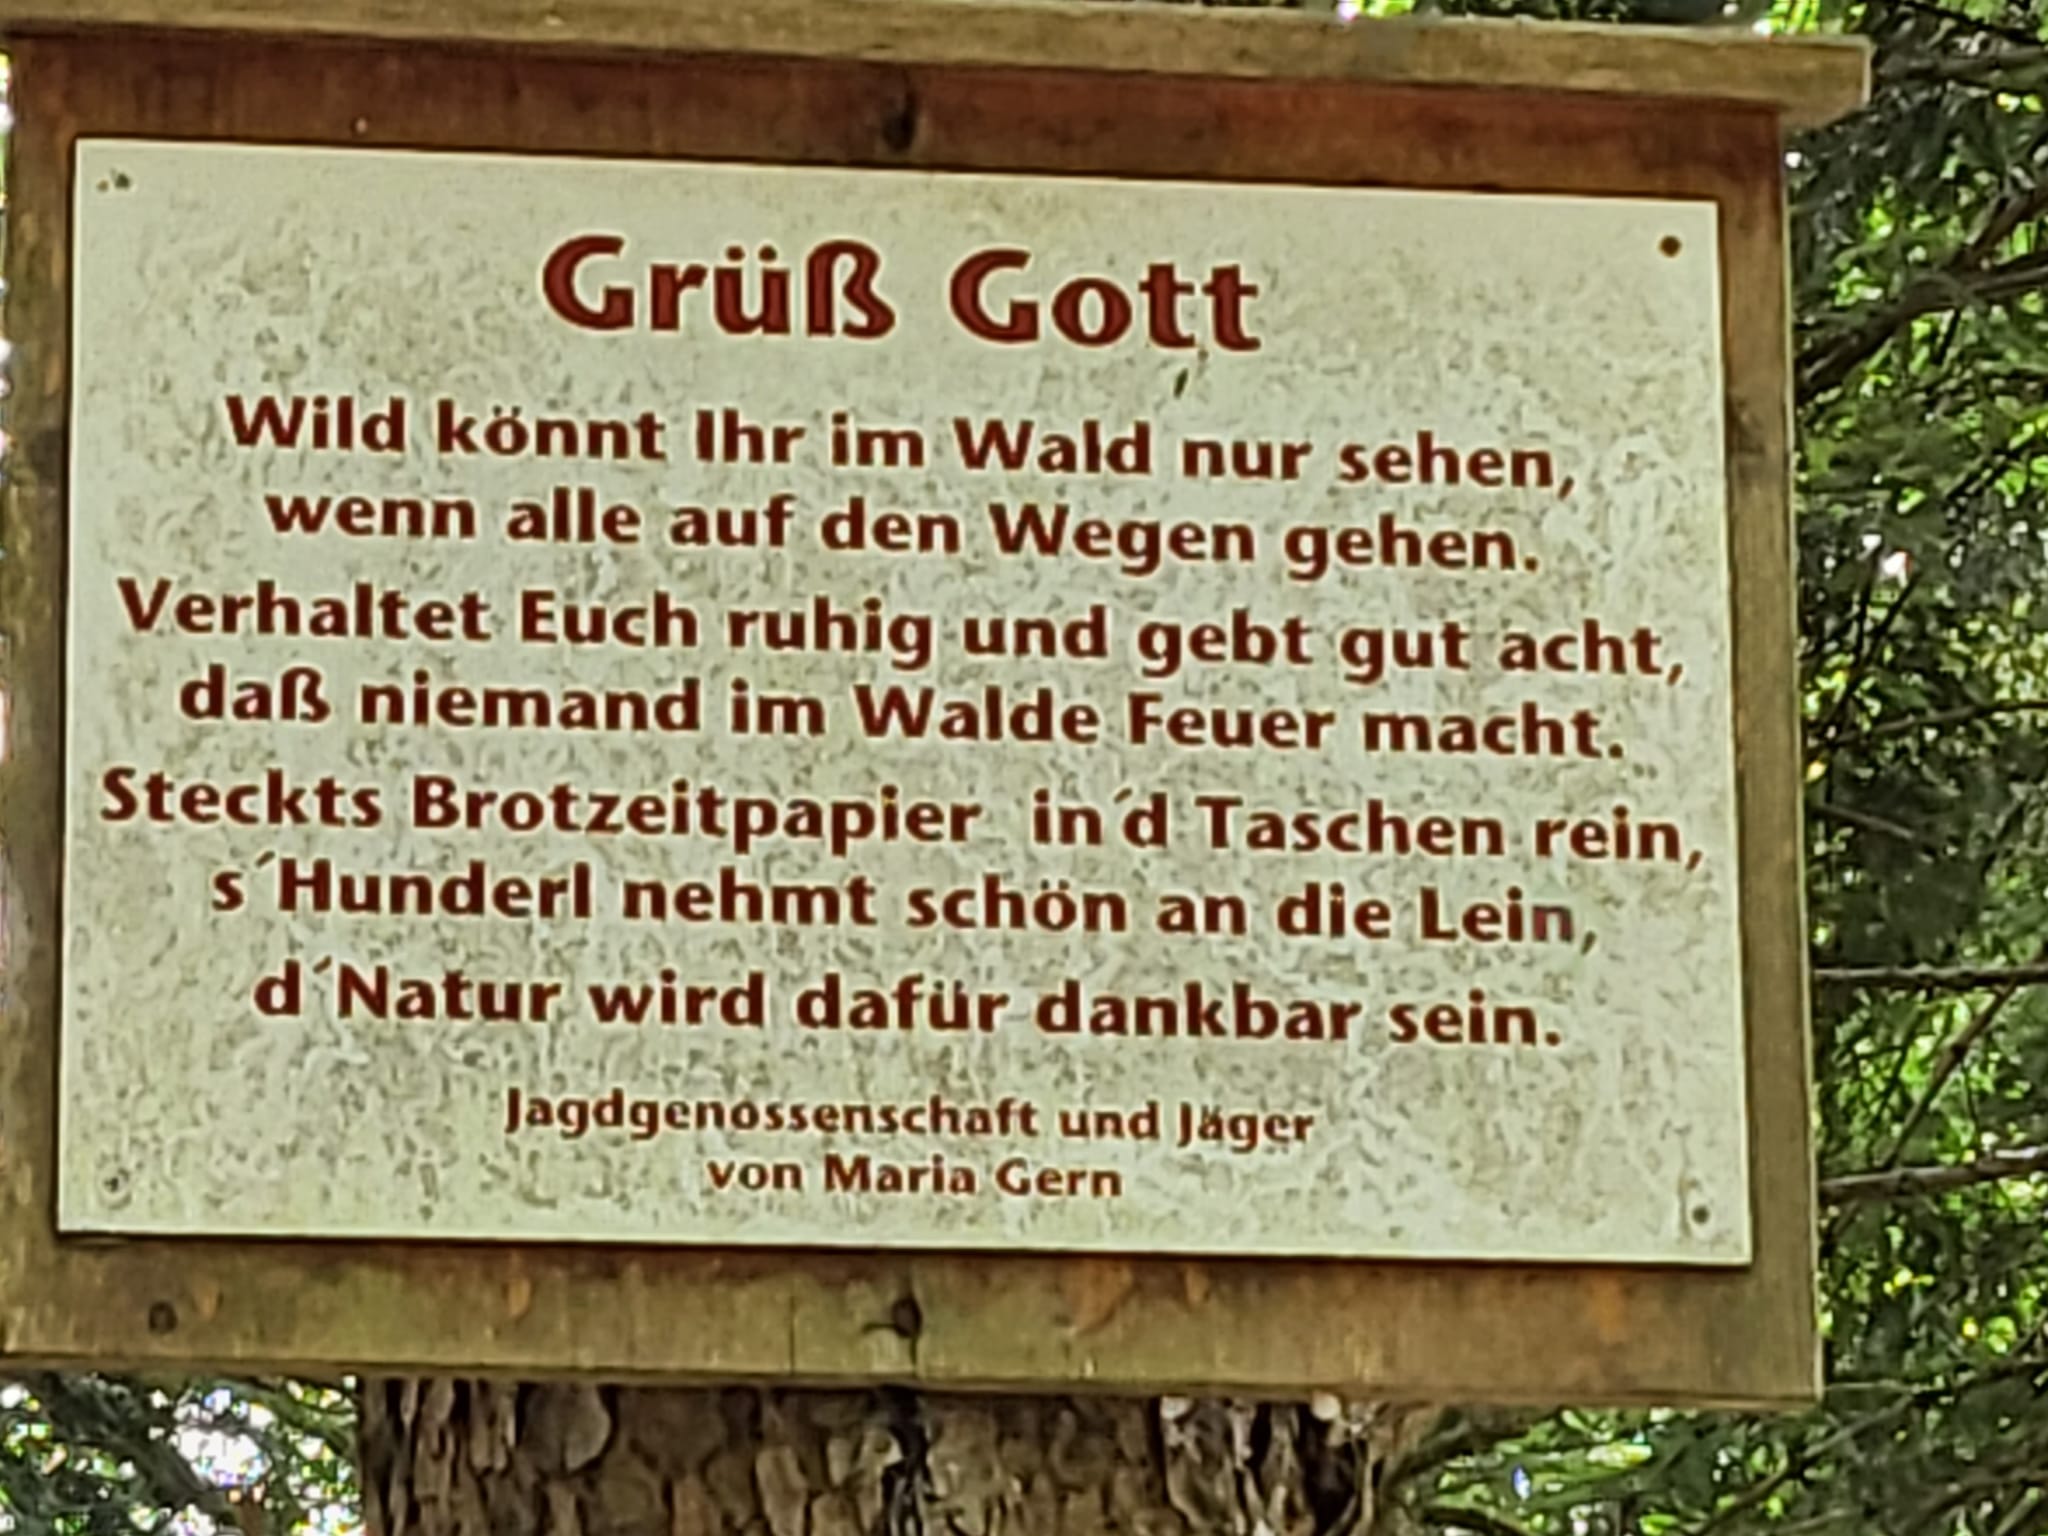 Grüß Gott
Wild könnt Ihr im Wald nur sehen,
wenn alle auf den Wegen gehen.
Verhaltet Euch ruhig und gebt gut acht,
daß niemand im Walde Feuer macht.
Steckts Brotzeitpapier in´d Taschen rein,
s´Hunderl nehmt schön an die Lein,
d´Natur wird dafür dankbar sein.
Jagdgenossenschaft und Jäger
von Maria Gern